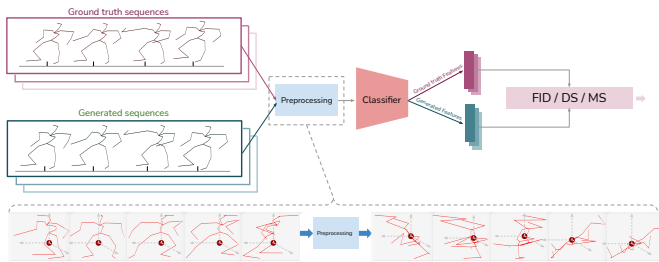 Ground truth sequences
Generated sequences
Preprocessing
Classifier
Ground truth Features
Generated Features
FID / DS / MS
Preprocessing